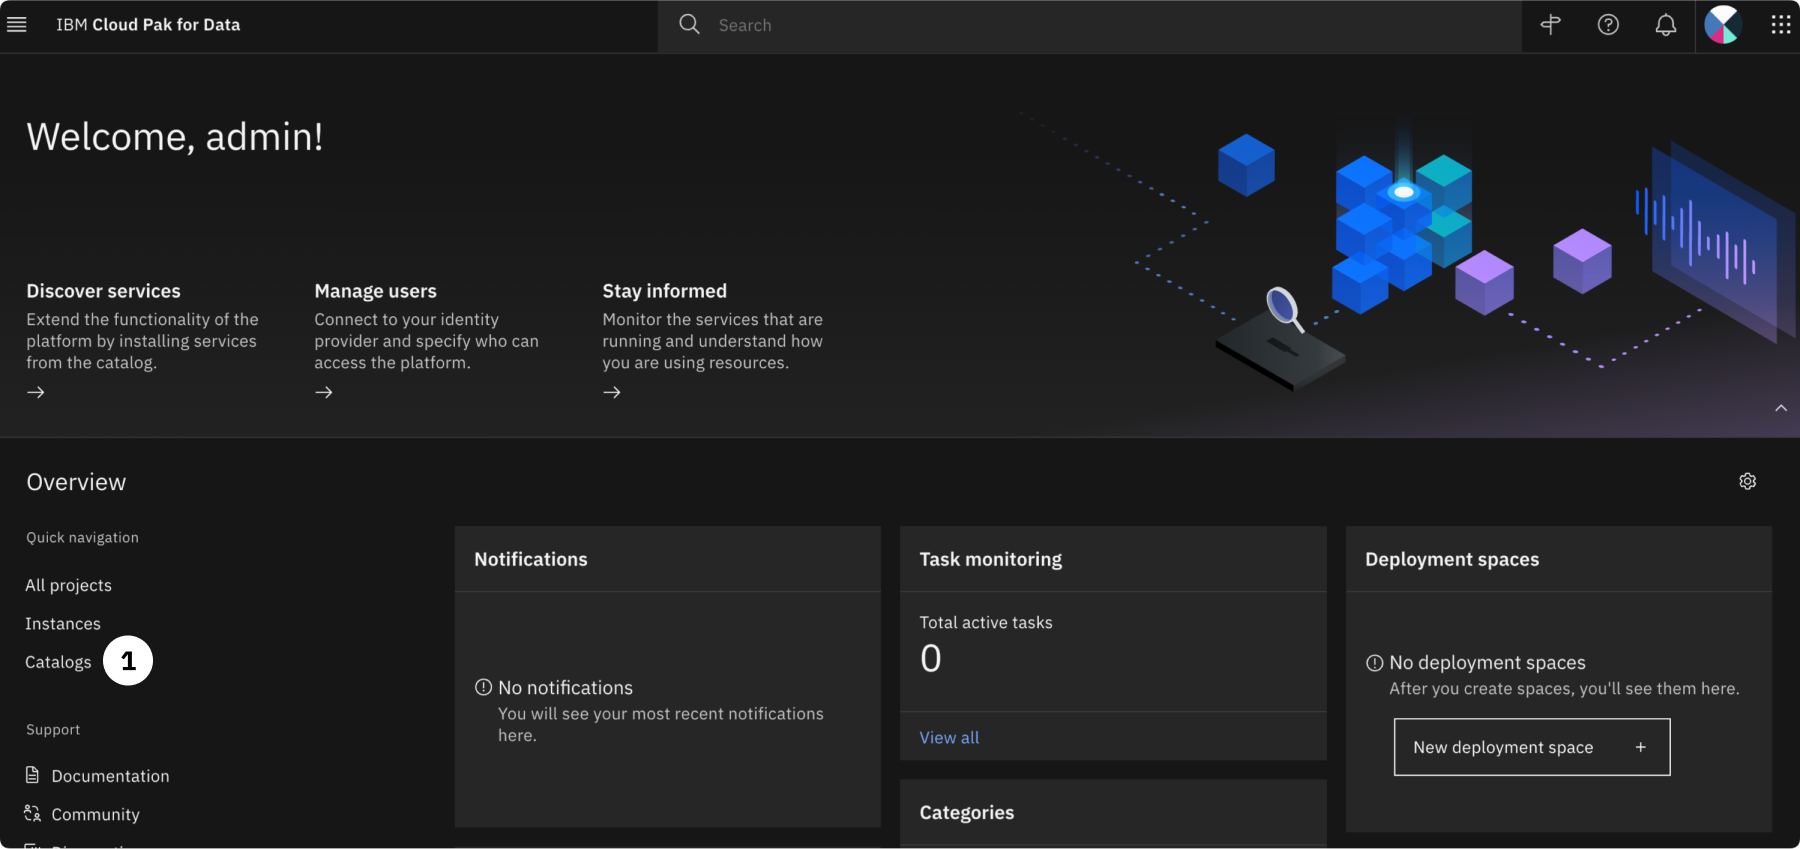 IBM Cloud Pak for Data
Search
Welcome, admin!
Discover services
Extend the functionality of the
platform by installing services
from the catalog.
Manage users
Connect to your identity
provider and specify who can
access the platform.
Stay informed
Monitor the services that are
running and understand how
you are using resources.
Overview
Quick navigation
All projects
Instances
Catalogs 1
Support
Documentation
Community
Notifications
No notifications
You will see your most recent notifications
here.
Task monitoring
Total active tasks
0
View all
Categories
Deployment spaces
No deployment spaces
After you create spaces, you'll see them here.
New deployment space +